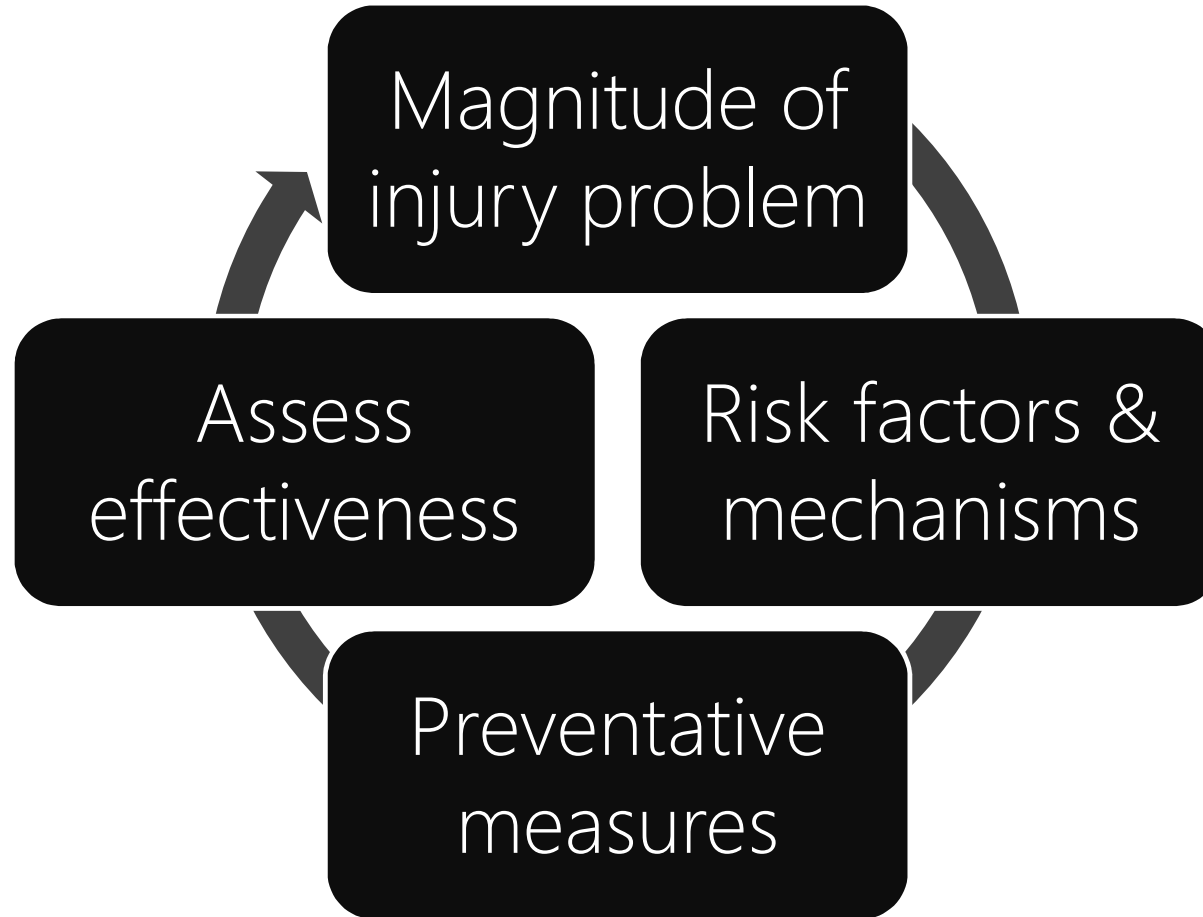 Magnitude of
injury problem
Risk factors &
mechanisms
Preventative
measures
Assess
effectiveness